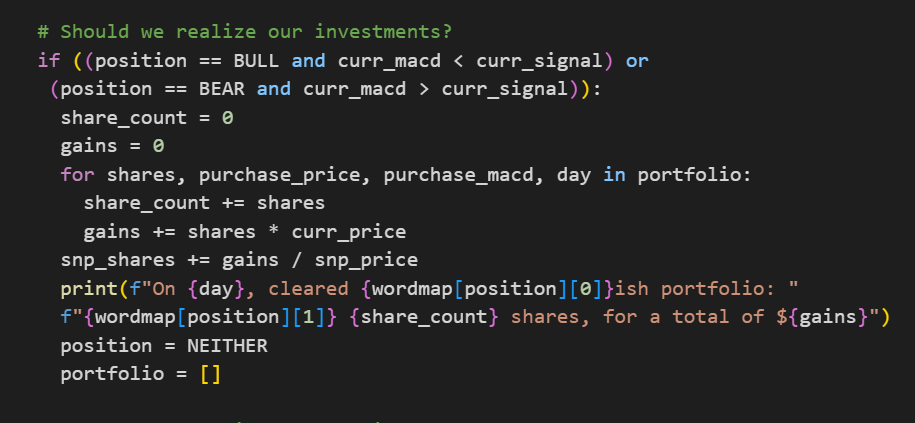 # Should we realize our investments?
if ((position == BULL and curr_macd < curr_signal) or
(position == BEAR and curr_macd > curr_signal)):
share_count = 0
gains = 0
for shares, purchase_price, purchase_macd, day in portfolio:
share_count += shares
gains += shares * curr_price
snp_shares += gains / snp_price
print(f"On {day}, cleared {wordmap[position][0]}ish portfolio: "
f"{wordmap[position][1]} {share_count} shares, for a total of ${gains}")
position = NEITHER
portfolio = []